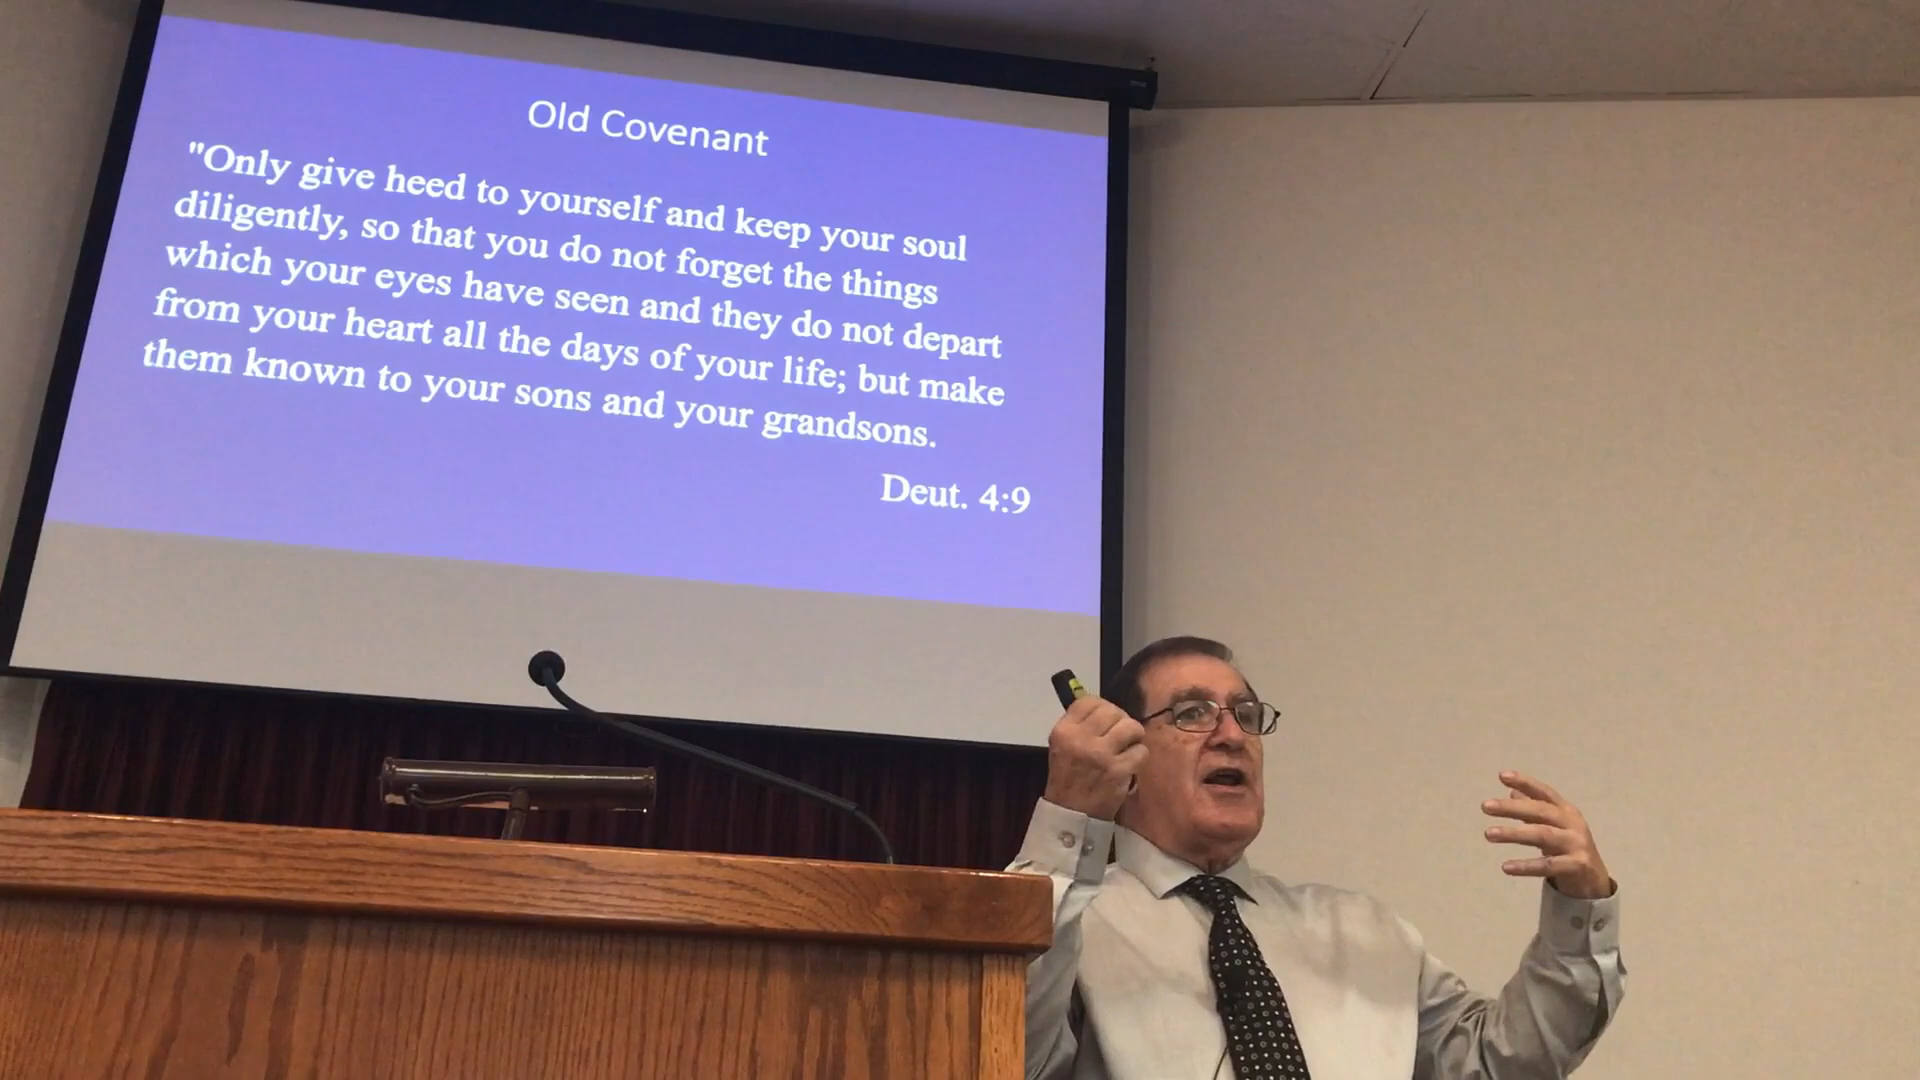 Old Covenant
"Only give heed to yourself and keep your soul
diligently, so that you do not forget the things
which your eyes have seen and they do not depart
from your heart all the days of your life; but make
them known to your sons and your grandsons.
Deut. 4:9